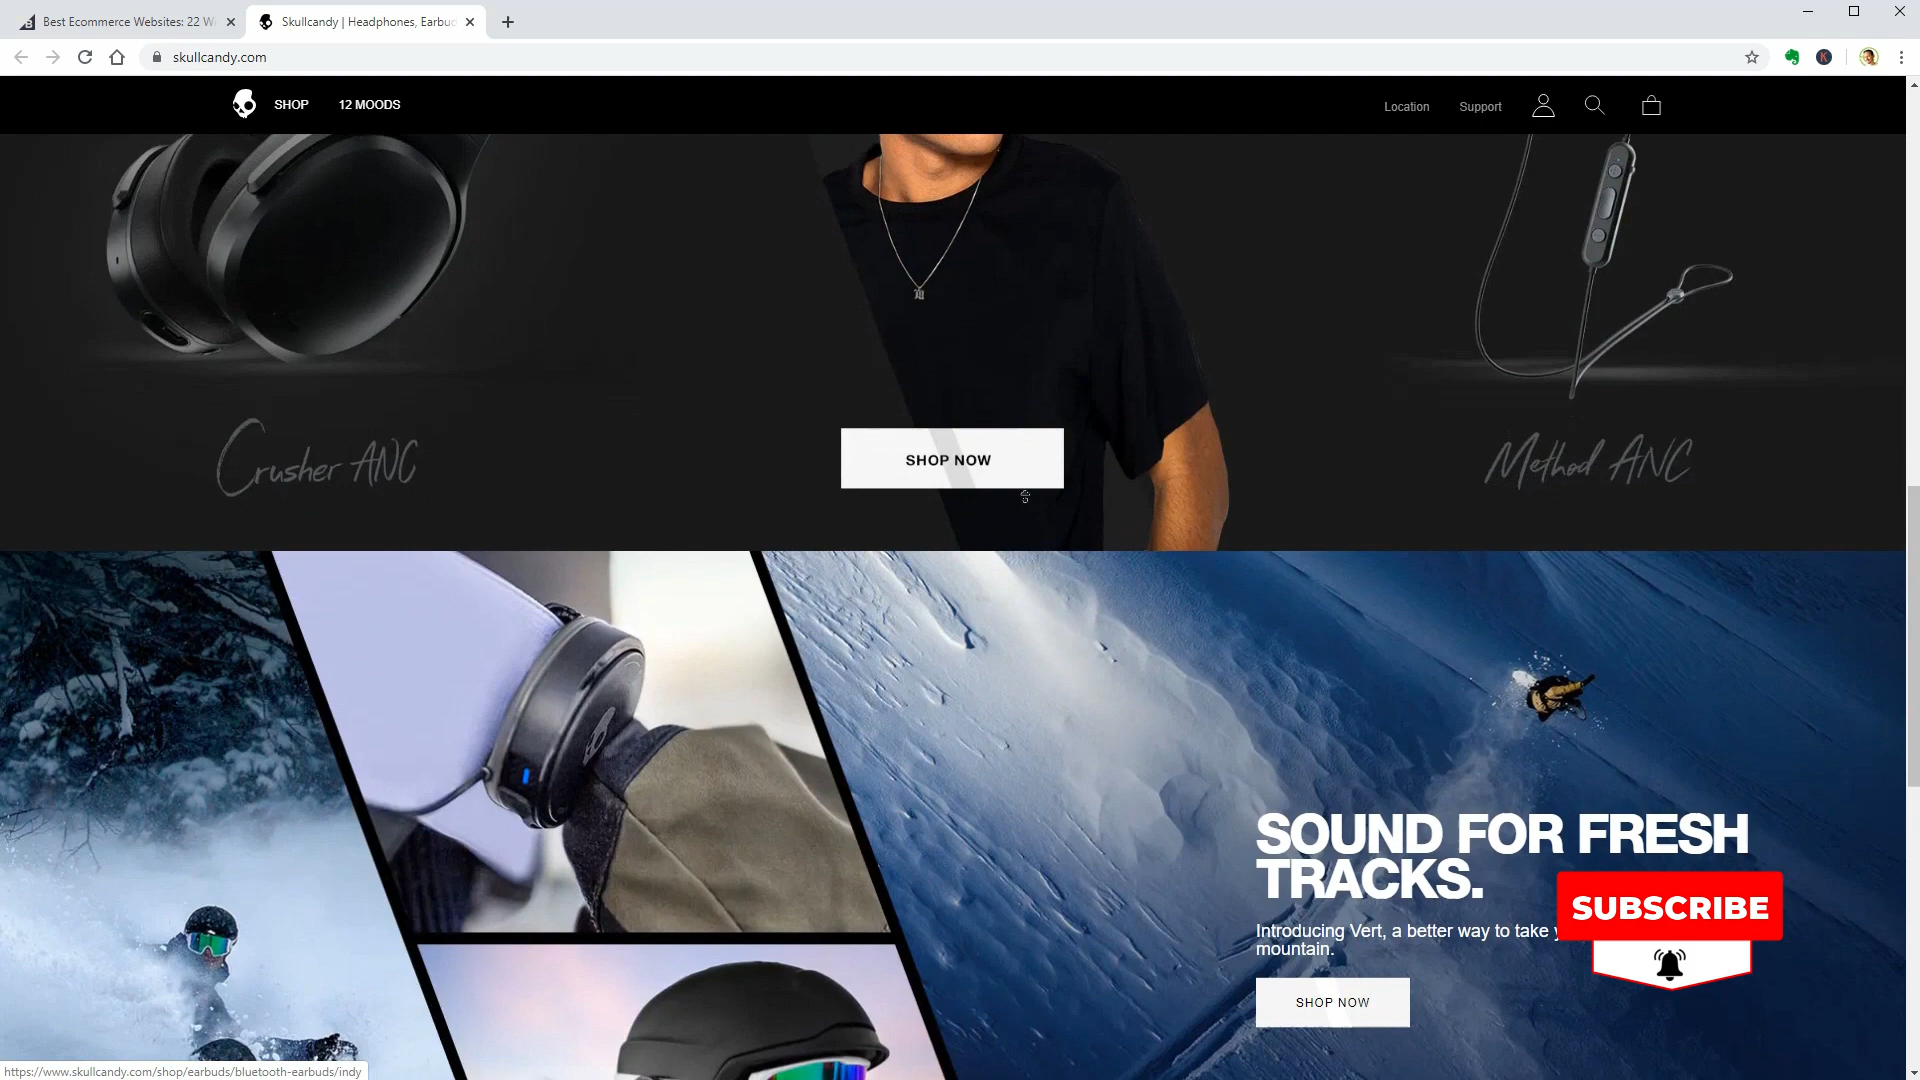 Best Ecommerce Websites: 22 W
Skullcandy | Headphones, Earbud
skullcandy.com
K
SHOP
12 MOODS
Location
Support
Crusher ANC
SHOP NOW
Method ANC
SOUND FOR FRESH
TRACKS.
Introducing Vert, a better way to take y
mountain.
SUBSCRIBE
SHOP NOW
https://www.skullcandy.com/shop/earbuds/bluetooth-earbuds/indy